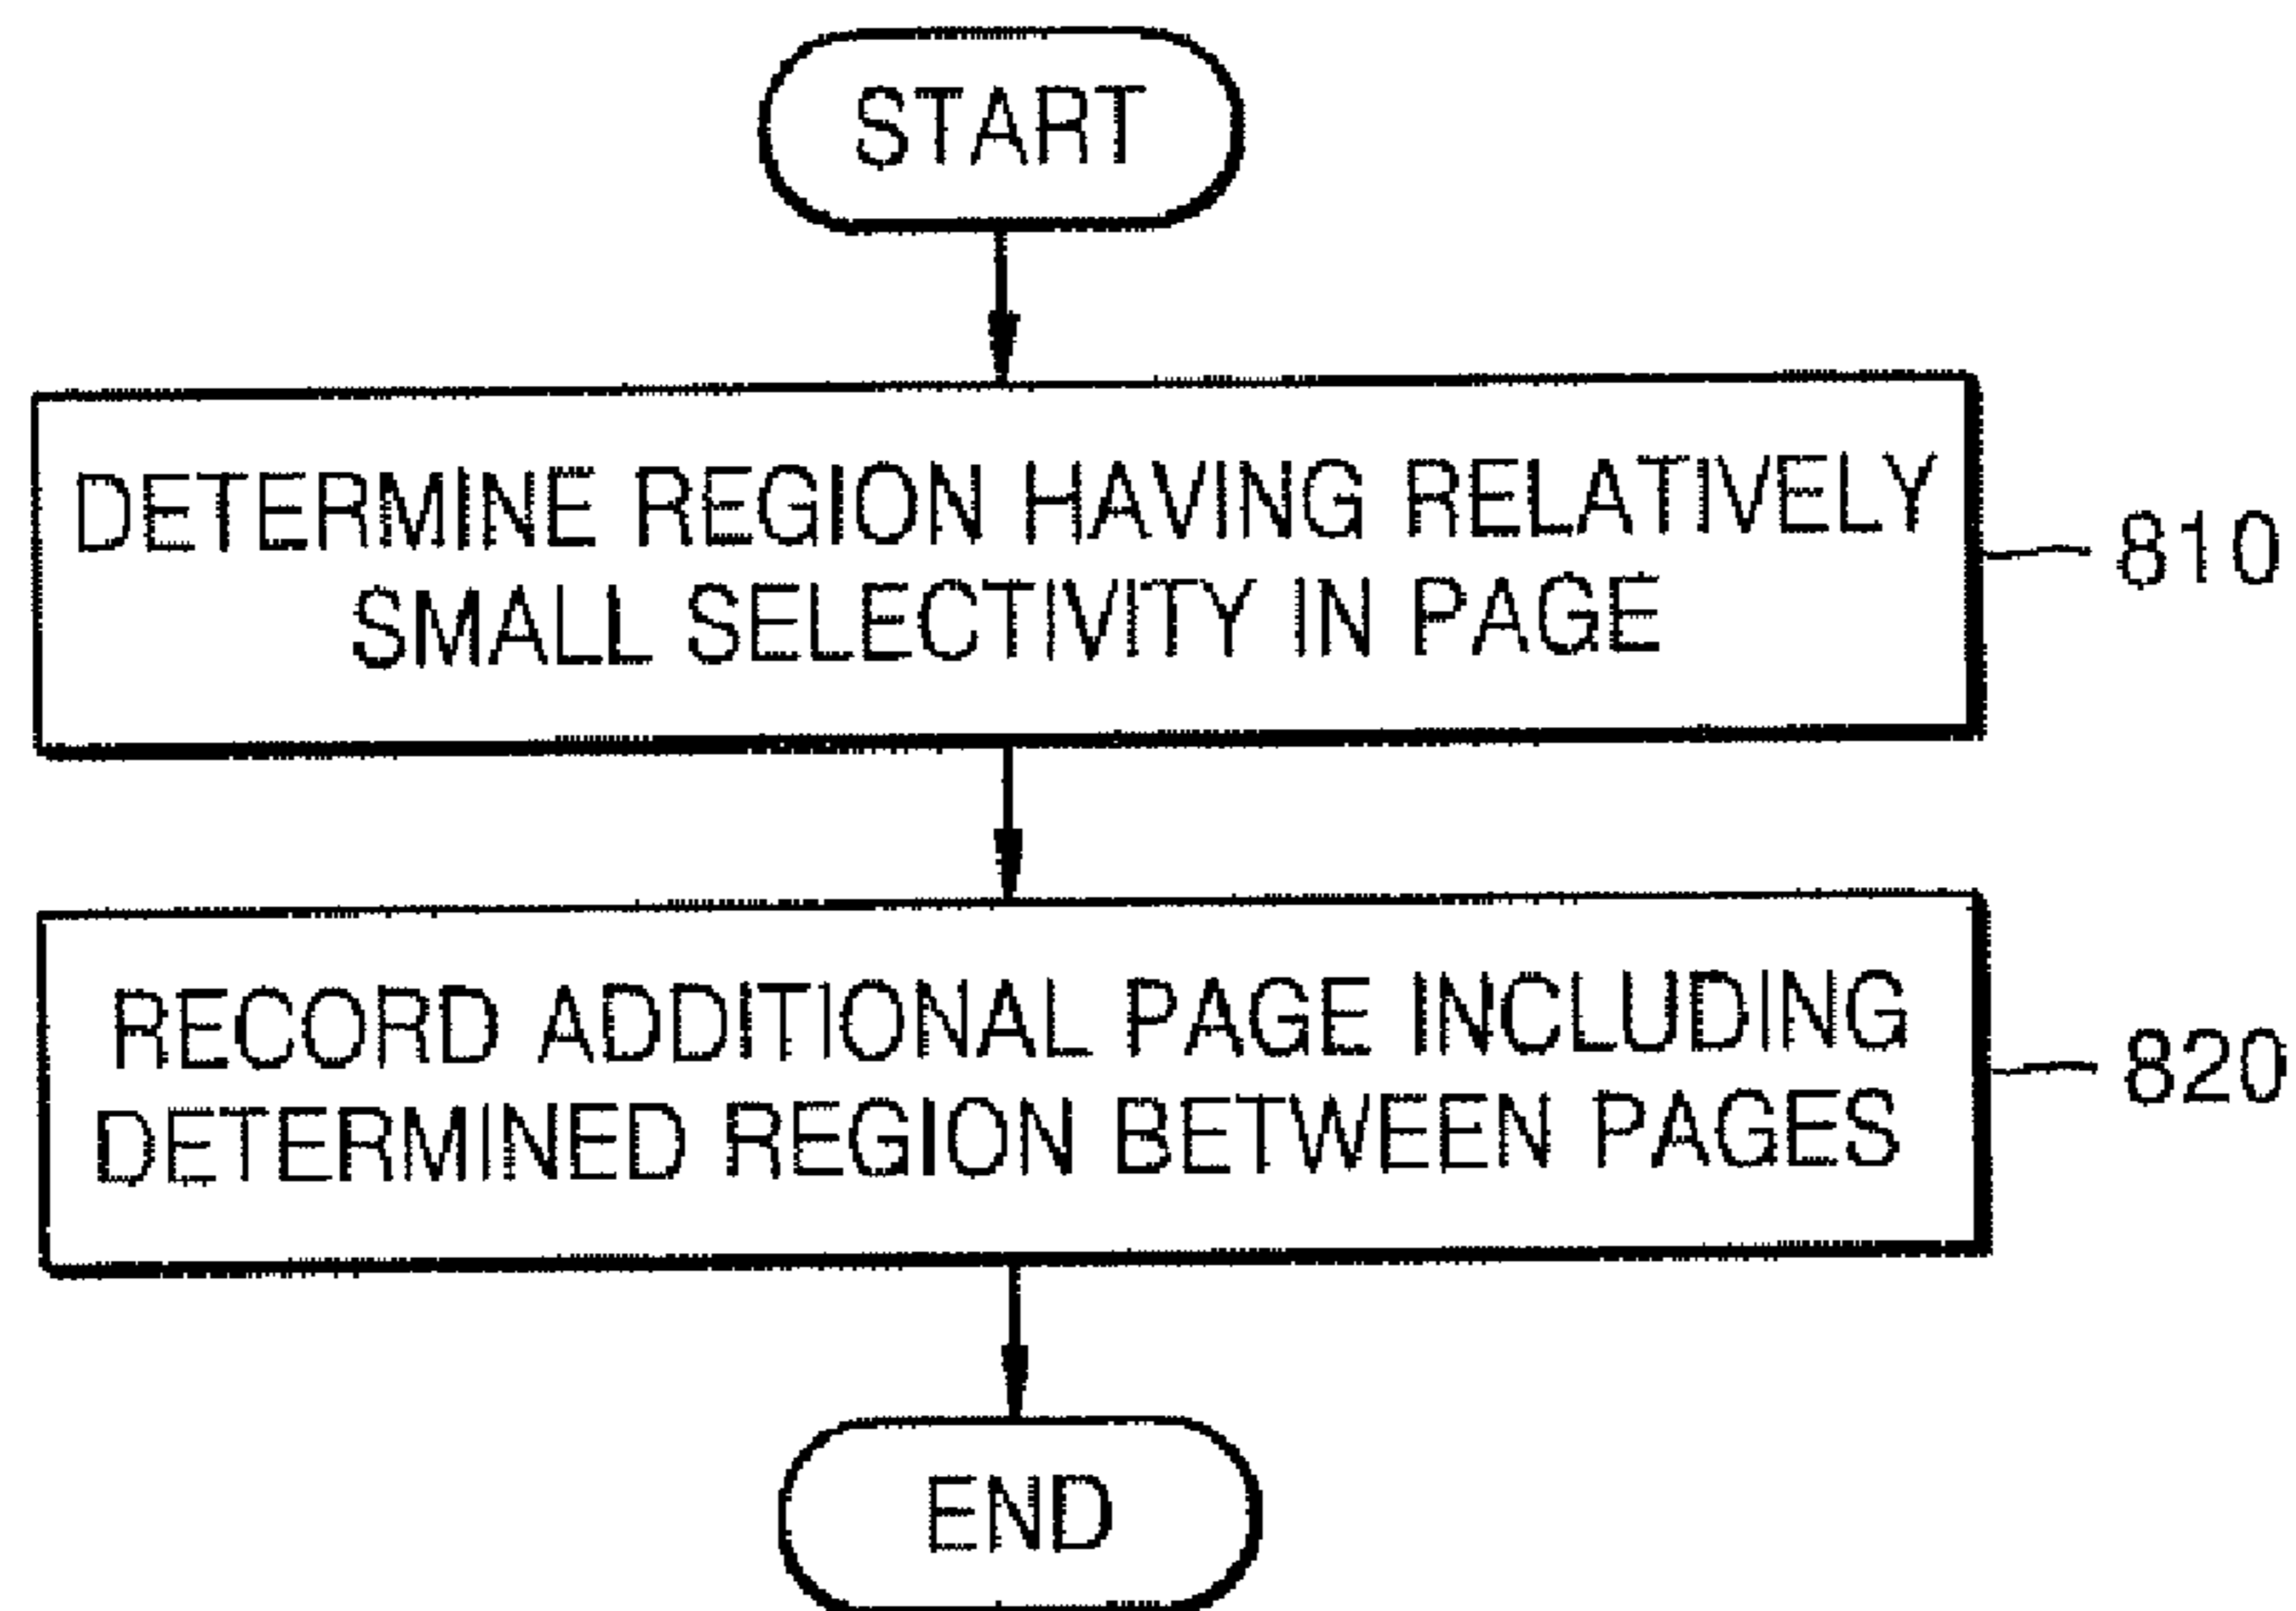 START
DETERMINE REGION HAVING RELATIVELY
SMALL SELECTIVITY IN PAGE
810
RECORD ADDITIONAL PAGE INCLUDING
DETERMINED REGION BETWEEN PAGES
820
END